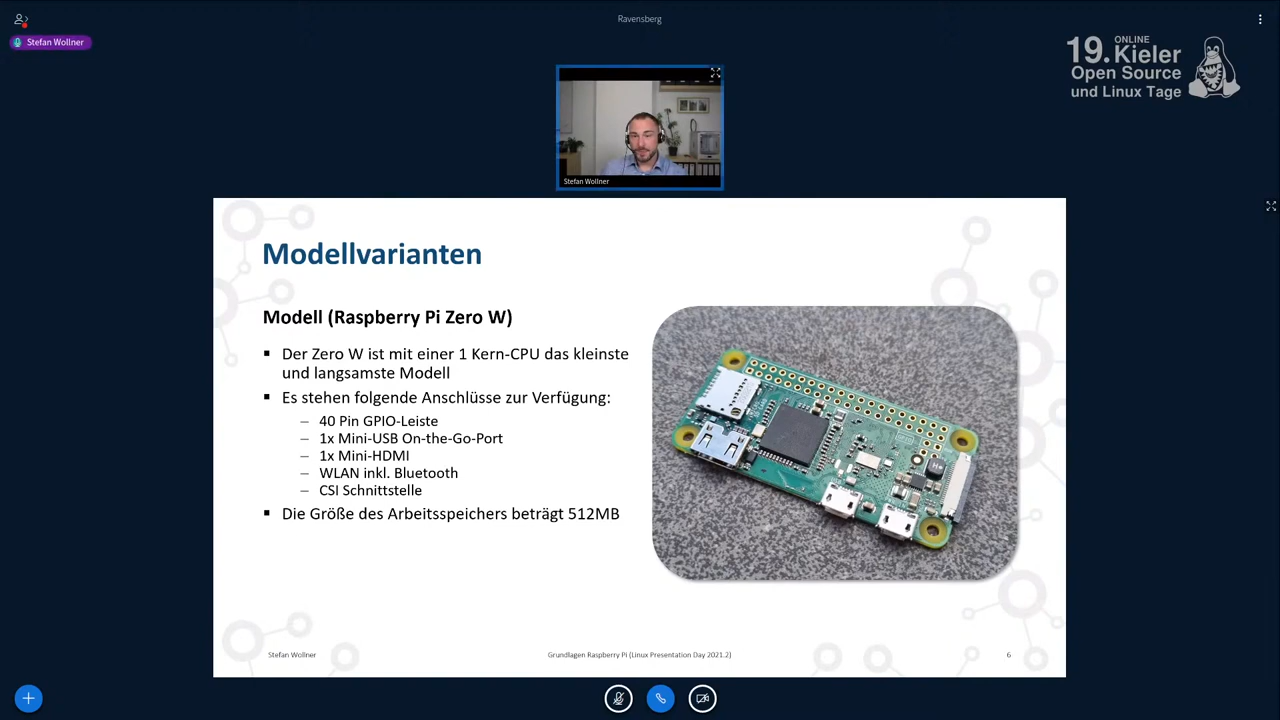 Ravensberg
Stefan Wollner
ONLINE
19. Kieler
Open Source
und Linux Tage
Stefan Wollner
Modellvarianten
Modell (Raspberry Pi Zero W)
Der Zero W ist mit einer 1 Kern-CPU das kleinste
und langsamste Modell
Es stehen folgende Anschlüsse zur Verfügung:
– 40 Pin GPIO-Leiste
– 1x Mini-USB On-the-Go-Port
– 1x Mini-HDMI
– WLAN inkl. Bluetooth
– CSI Schnittstelle
Die Größe des Arbeitsspeichers beträgt 512MB
Stefan Wollner
Grundlagen Raspberry Pi (Linux Presentation Day 2021.2)
6